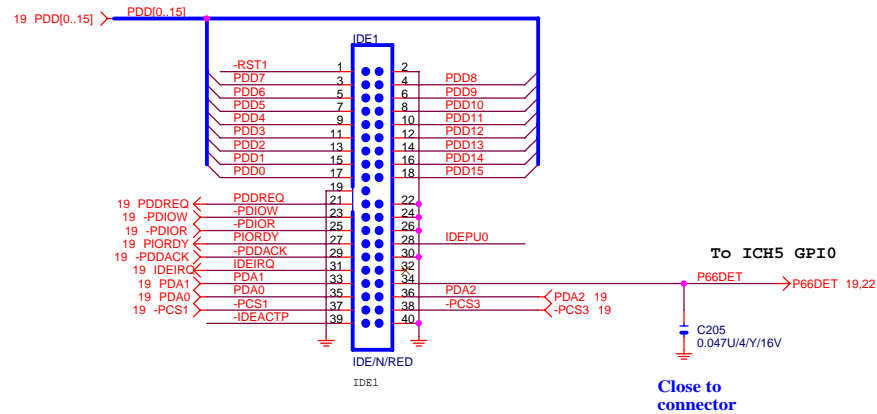 19 PDD[0..15] PDD[0..15]
IDE1
-RST1 1 2
PDD7 3 4 PDD8
PDD6 5 6 PDD9
PDD5 7 8 PDD10
PDD4 9 10 PDD11
PDD3 11 12 PDD12
PDD2 13 14 PDD13
PDD1 15 16 PDD14
PDD0 17 18 PDD15
19
19 PDDREQ PDDREQ 21 22
19 -PDIOW -PDIOW 23 24
19 -PDIOR -PDIOR 25 26
19 PIORDY PIORDY 27 28 IDEPU0
19 -PDDACK -PDDACK 29 30
19 IDEIRQ IDEIRQ 31 32
19 PDA1 PDA1 33 34
19 PDA0 PDA0 35 36 PDA2 PDA2 19
19 -PCS1 -PCS1 37 38 -PCS3 -PCS3 19
-IDEACTP 39 40
To ICH5 GPI0
P66DET P66DET 19,22
C205
0.047U/4/Y/16V
IDE/N/RED
IDE1
Close to
connector